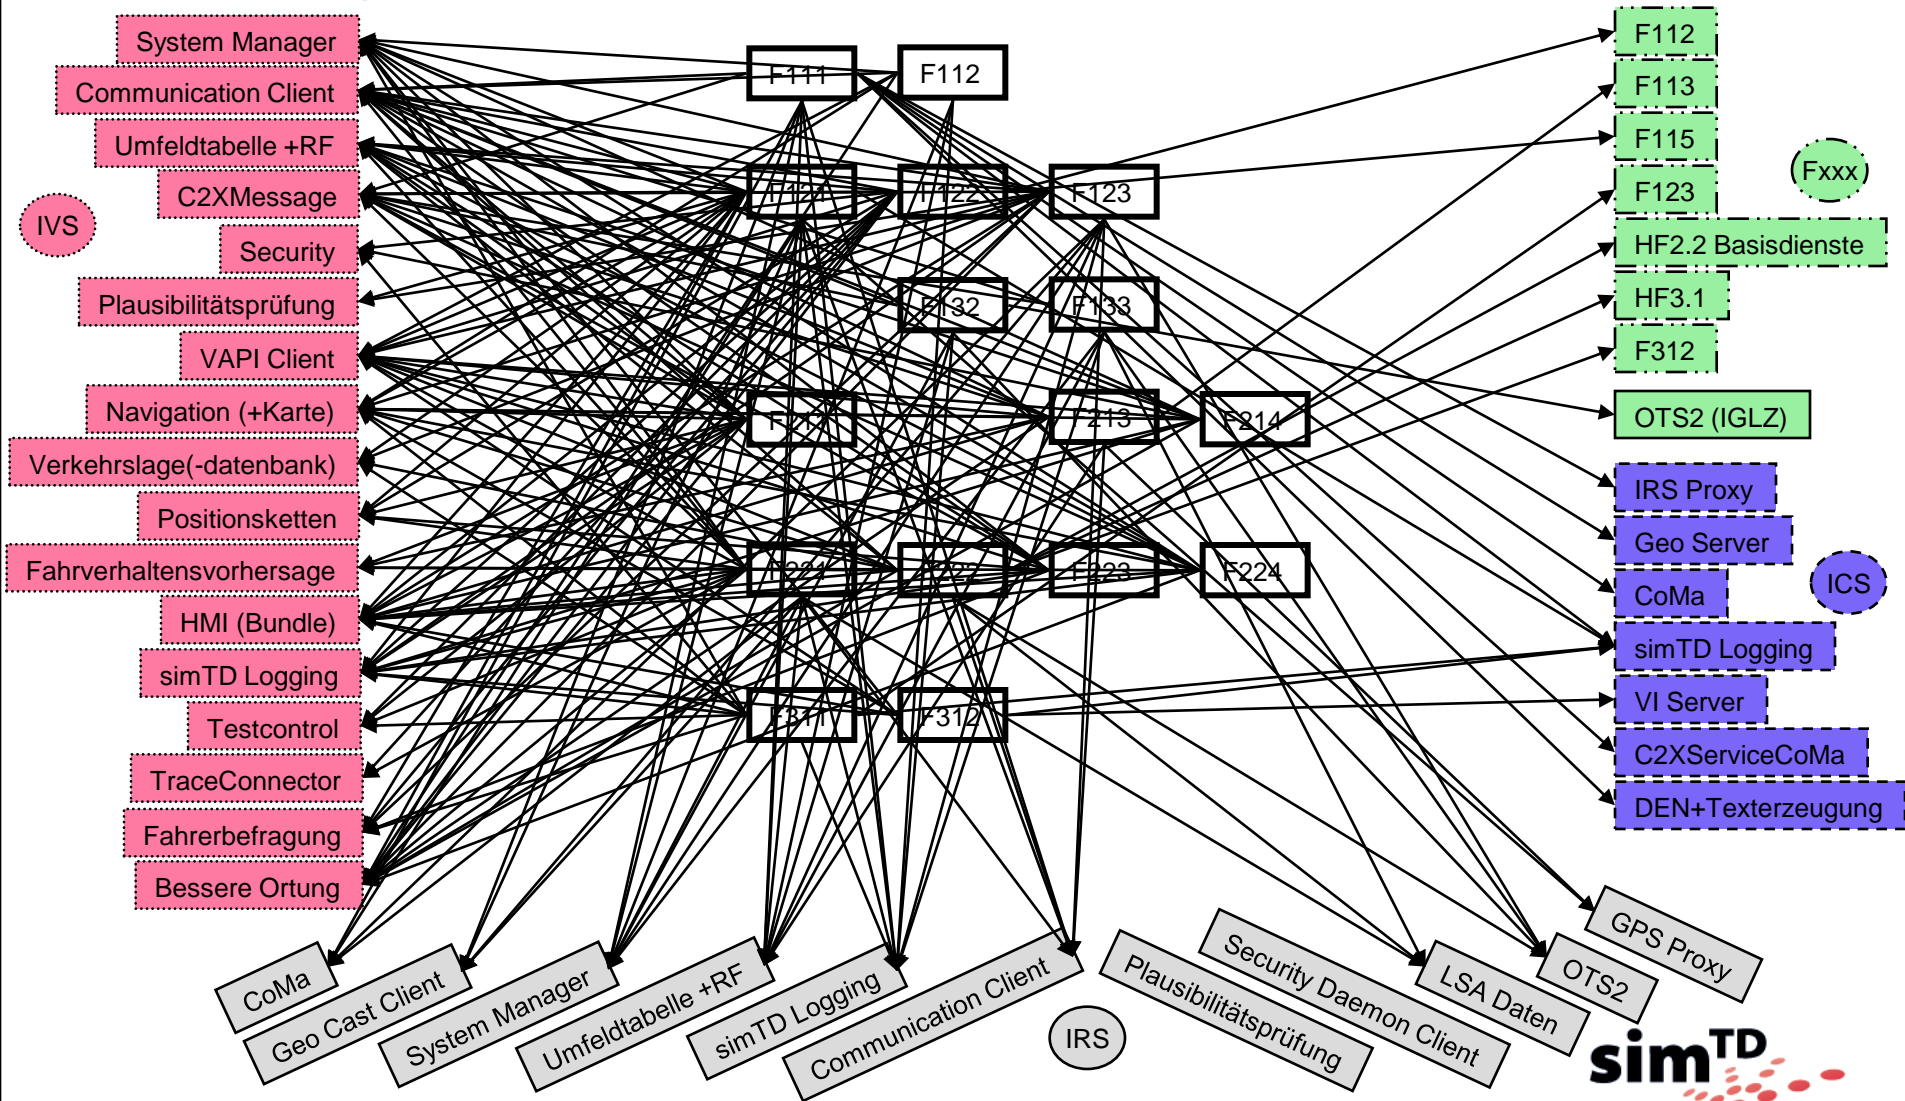 System Manager
Communication Client
Umfeldtabelle +RF
C2XMessage
IVS
Security
Plausibilitätsprüfung
VAPI Client
Navigation (+Karte)
Verkehrslage(-datenbank)
Positionsketten
Fahrverhaltensvorhersage
HMI (Bundle)
simTD Logging
Testcontrol
TraceConnector
Fahrerbefragung
Bessere Ortung
F111
F112
F121
F122
F123
F132
F133
F213
F214
F221
F222
F223
F224
F311
F312
F112
F113
F115
Fxxx
F123
HF2.2 Basisdienste
HF3.1
F312
OTS2 (IGLZ)
IRS Proxy
Geo Server
CoMa
ICS
simTD Logging
VI Server
C2XServiceCoMa
DEN+Texterzeugung
CoMa
Geo Cast Client
System Manager
Umfeldtabelle +RF
simTD Logging
Communication Client
IRS
Plausibilitätsprüfung
Security Daemon Client
LSA Daten
OTS2
GPS Proxy
simTD